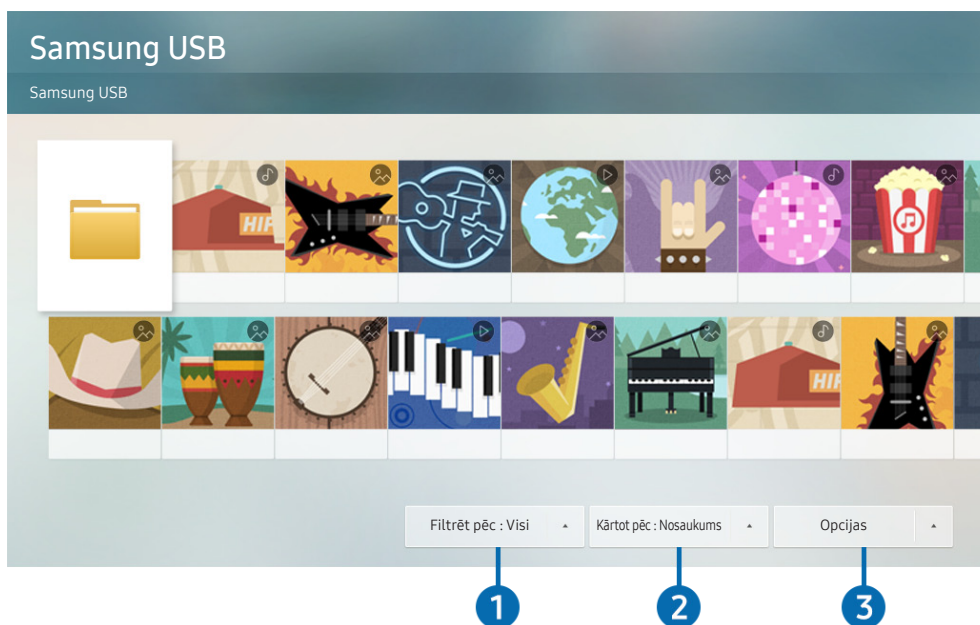 Samsung USB
Samsung USB
HIP
HIP
Filtrēt pēc : Visi
Kārtot pēc : Nosaukums
Opcijas
1
2
3